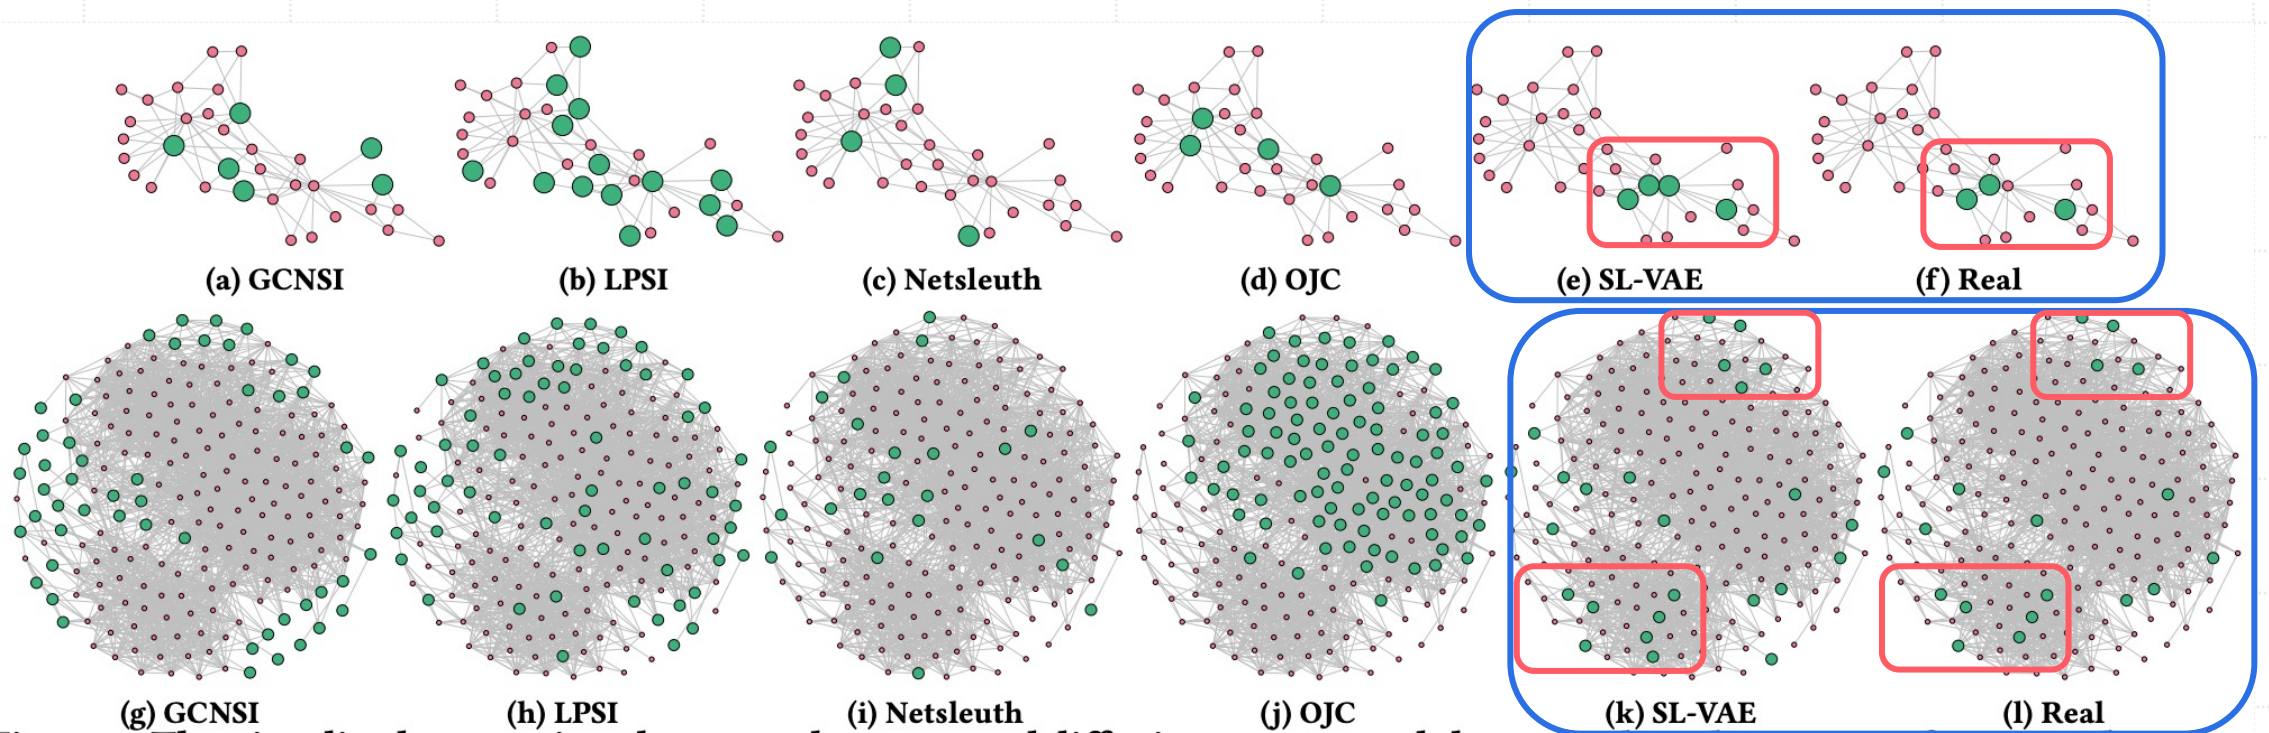 (a) GCNSI (b) LPSI (c) Netsleuth (d) OJC (e) SL-VAE (f) Real
(g) GCNSI (h) LPSI (i) Netsleuth (j) OJC (k) SL-VAE (l) Real